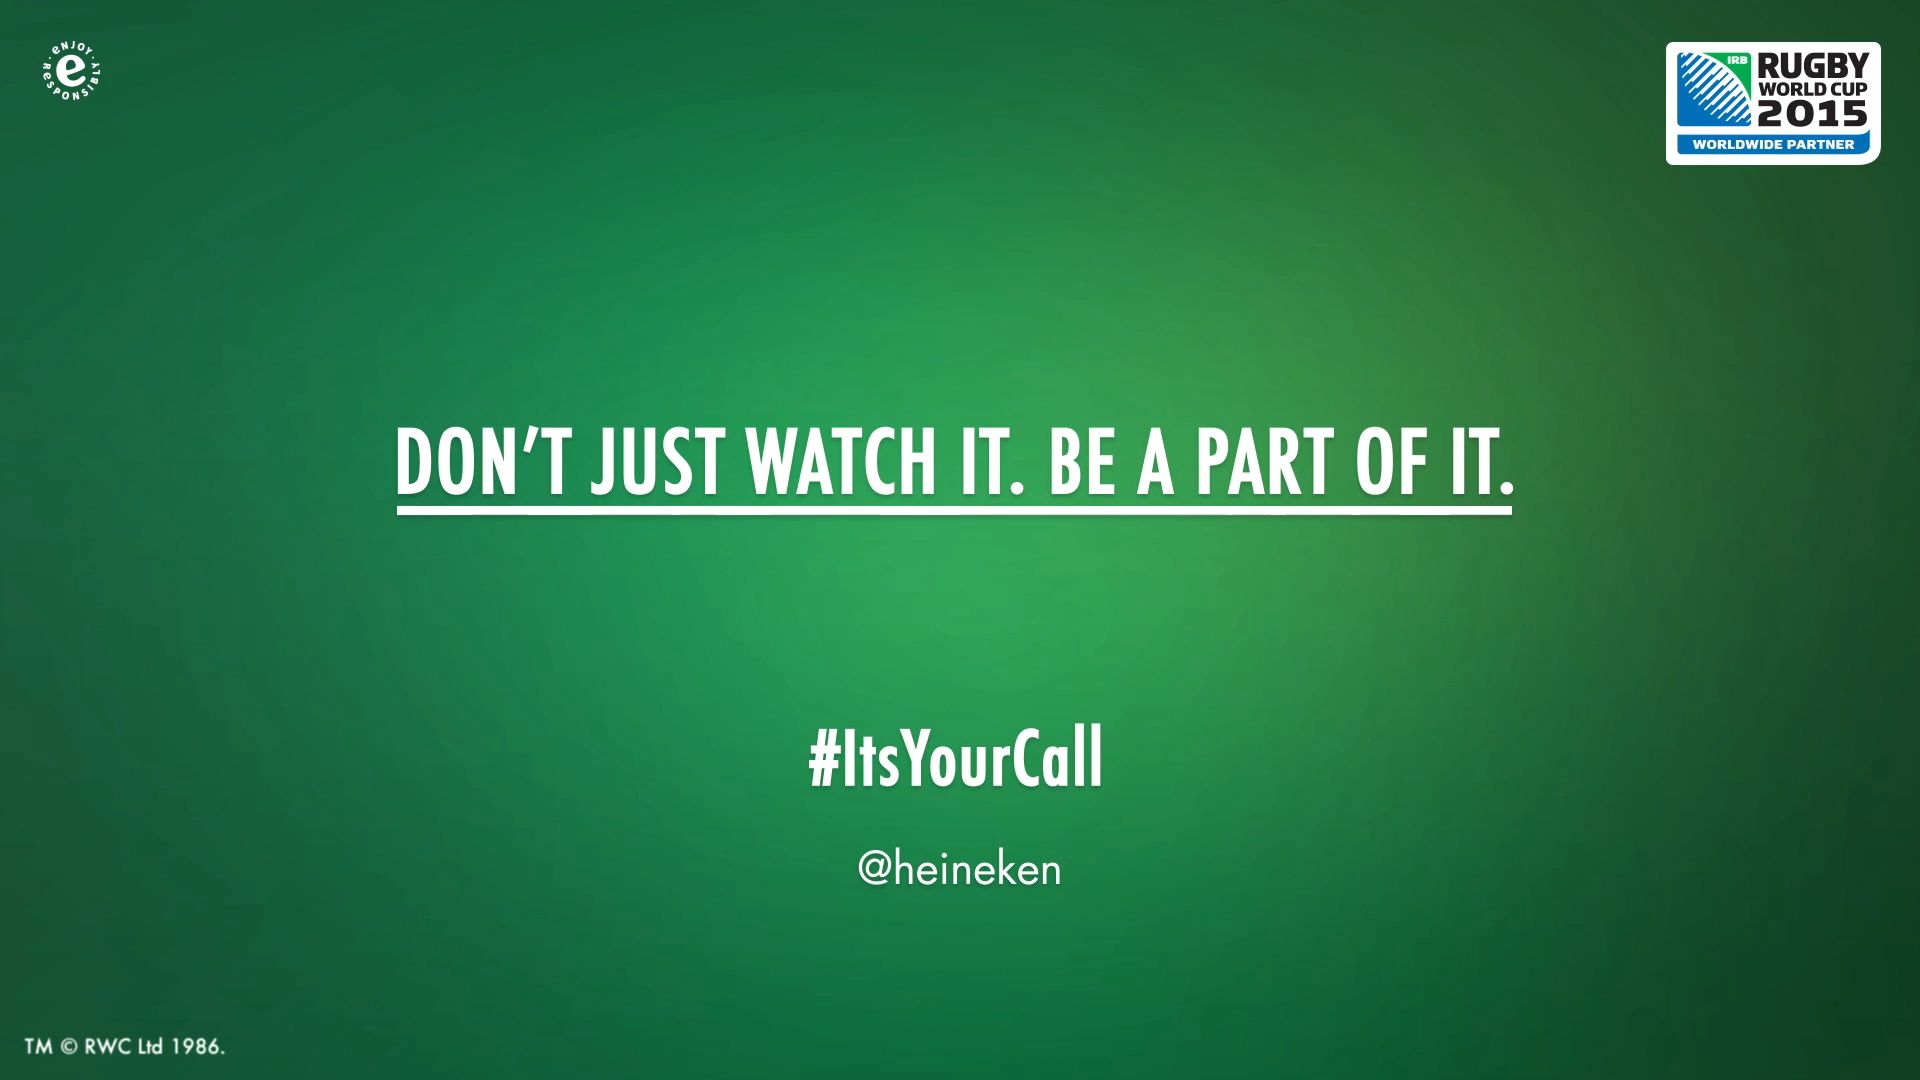 eNJOY ReSPONSIBLY
e
IRB
RUGBY
WORLD CUP
2015
WORLDWIDE PARTNER
DON’T JUST WATCH IT. BE A PART OF IT.
#ItsYourCall
@heineken
TM © RWC Ltd 1986.